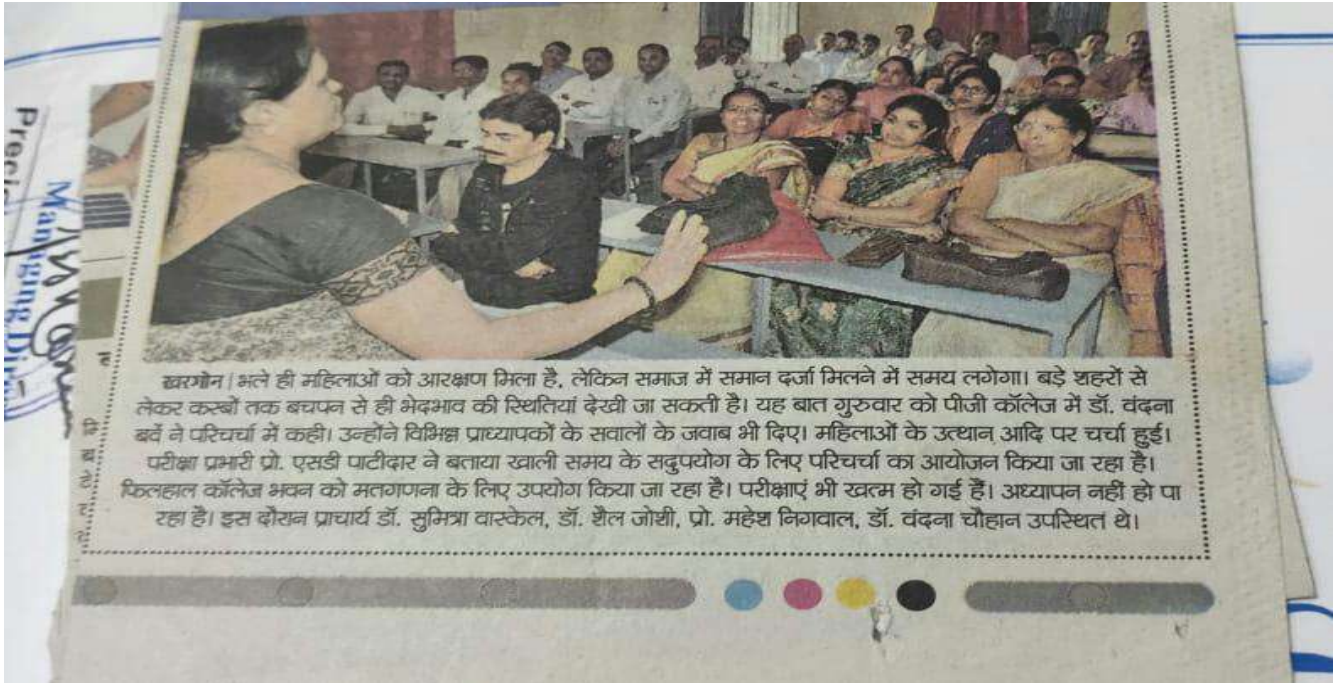 खरगोन। भले ही महिलाओं को आरक्षण मिला है, लेकिन समाज में समान दर्जा मिलने में समय लगेगा। बड़े शहरों से
लेकर कस्बों तक बचपन से ही भेदभाव की स्थितियां देखी जा सकती है। यह बात गुरुवार को पीजी कॉलेज में डॉ. वंदना
बर्वे ने परिचर्चा में कही। उन्होंने विभिन्न प्राध्यापकों के सवालों के जवाब भी दिए। महिलाओं के उत्थान आदि पर चर्चा हुई।
परीक्षा प्रभारी प्रो. एसडी पाटीदार ने बताया खाली समय के सदुपयोग के लिए परिचर्चा का आयोजन किया जा रहा है।
फिलहाल कॉलेज भवन को मतगणना के लिए उपयोग किया जा रहा है। परीक्षाएं भी खत्म हो गई हैं। अध्यापन नहीं हो पा
रहा है। इस दौरान प्राचार्य डॉ. सुमित्रा वास्केल, डॉ. शैल जोशी, प्रो. महेश निगवाल, डॉ. वंदना चौहान उपस्थित थे।
Managing